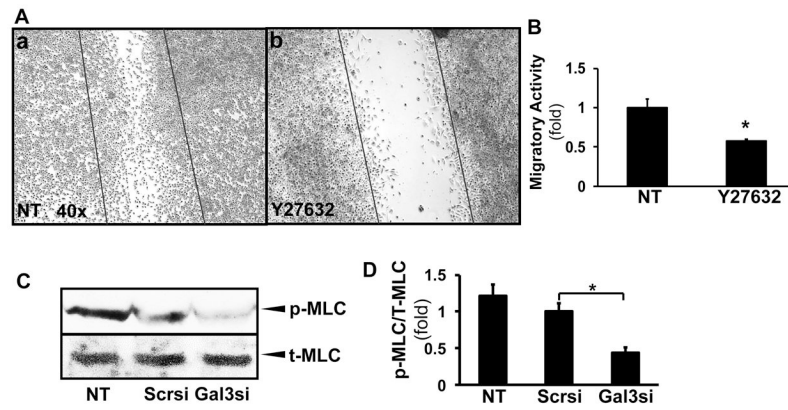 A
a
NT 40x
b
Y27632
B
Migratory Activity
(fold)
1.5
1
0.5
0
*
NT
Y27632
C
p-MLC
t-MLC
NT Scrsi Gal3si
D
p-MLC/T-MLC
(fold)
1.5
1.0
0.5
0
*
NT
Scrsi
Gal3si